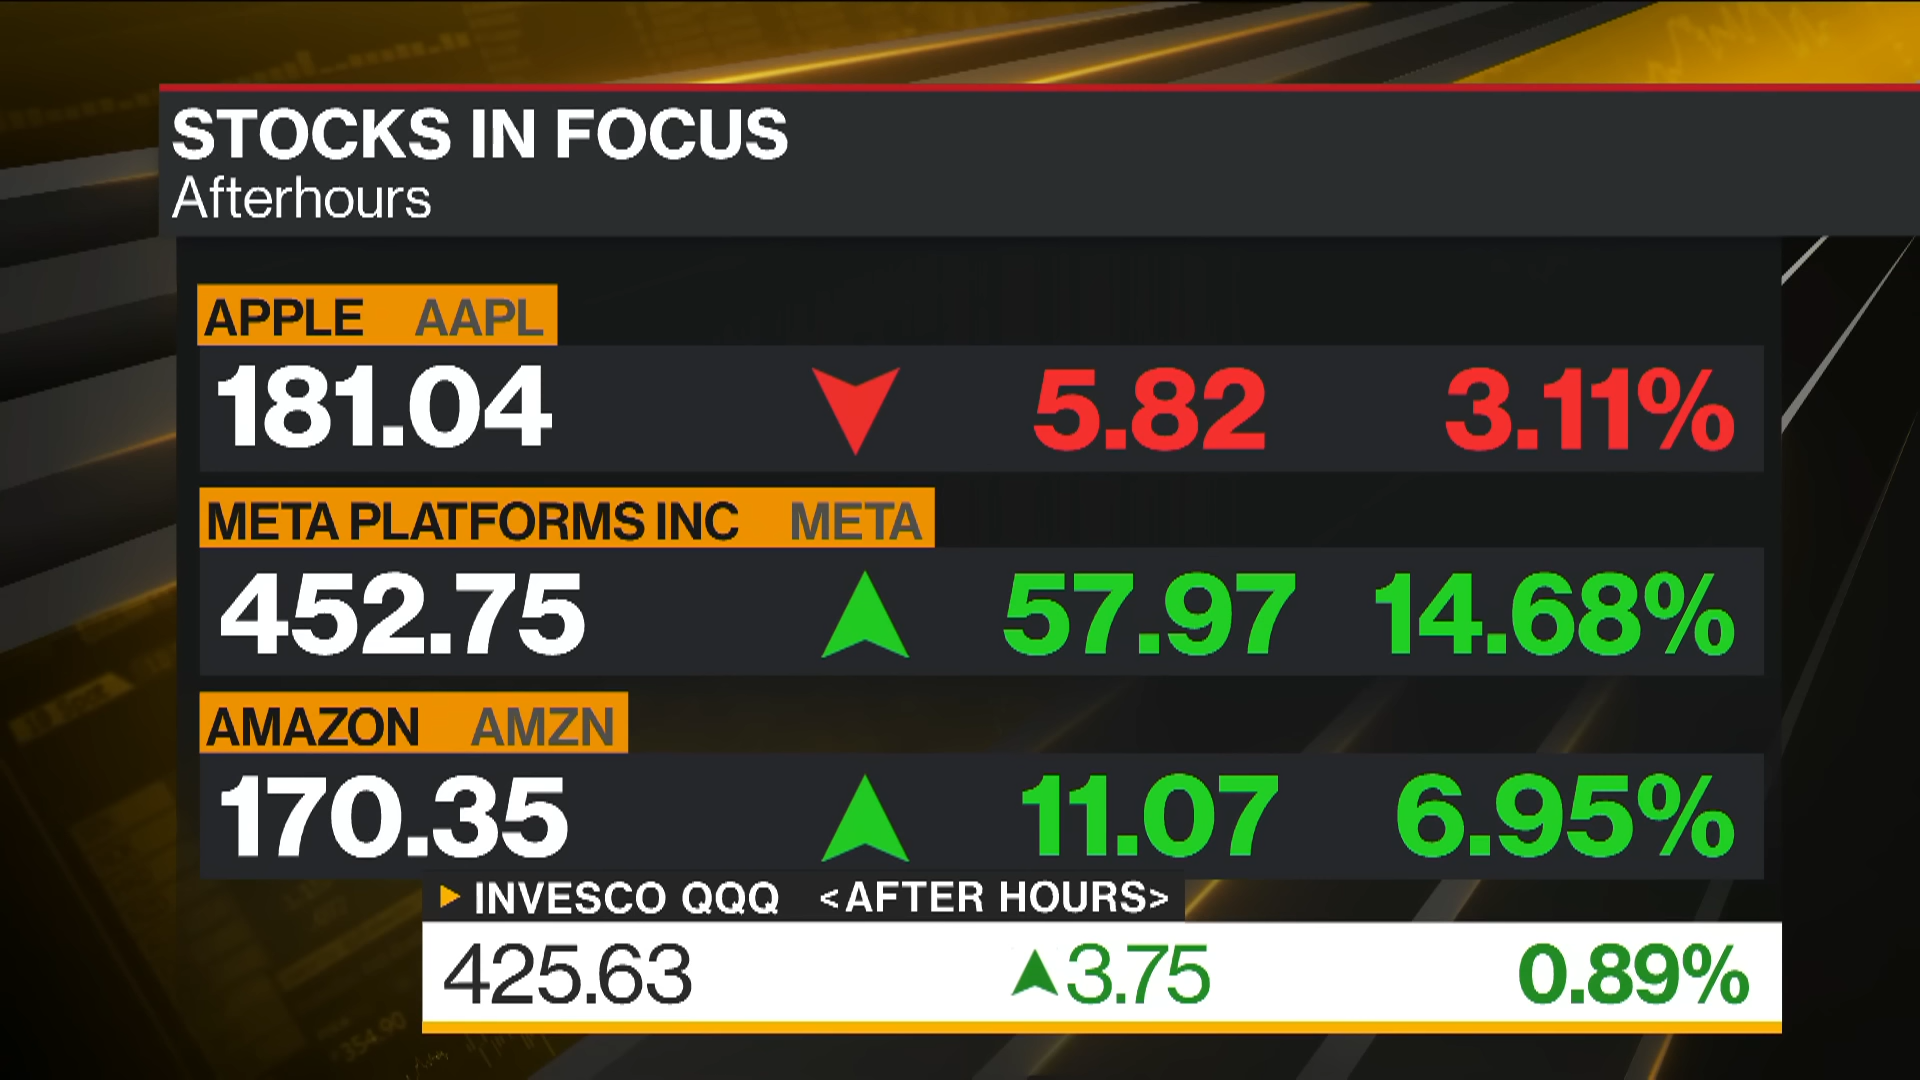 STOCKS IN FOCUS
Afterhours
APPLE AAPL
181.04 5.82 3.11%
META PLATFORMS INC META
452.75 57.97 14.68%
AMAZON AMZN
170.35 11.07 6.95%
INVESCO QQQ <AFTER HOURS>
425.63 3.75 0.89%
354.90